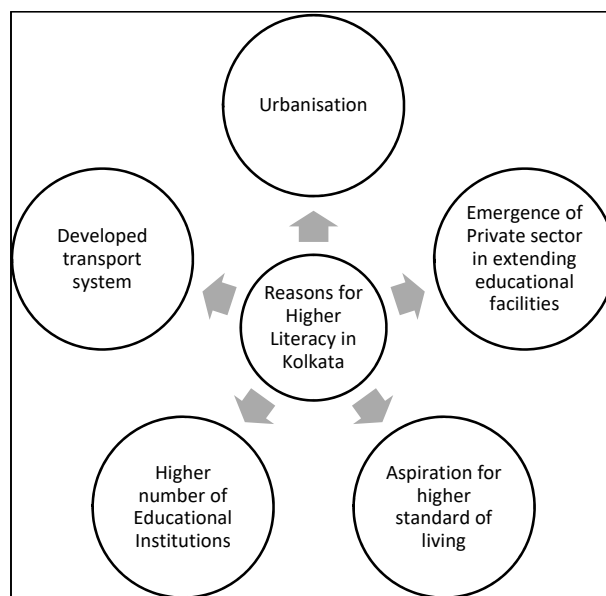 Urbanisation
Emergence of
Private sector
in extending
educational
facilities
Aspiration for
higher
standard of
living
Higher
number of
Educational
Institutions
Developed
transport
system
Reasons for
Higher
Literacy in
Kolkata